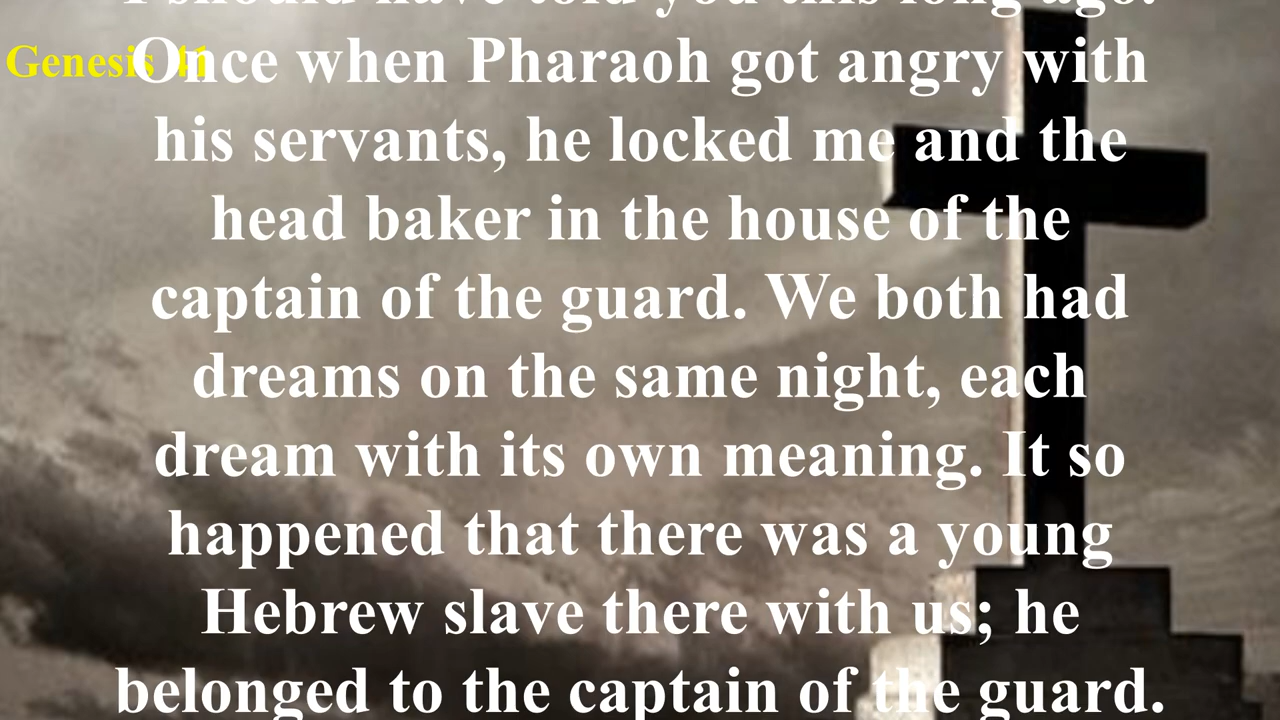 I should have told you this long ago.
Genesis 41
Once when Pharaoh got angry with
his servants, he locked me and the
head baker in the house of the
captain of the guard. We both had
dreams on the same night, each
dream with its own meaning. It so
happened that there was a young
Hebrew slave there with us; he
belonged to the captain of the guard.